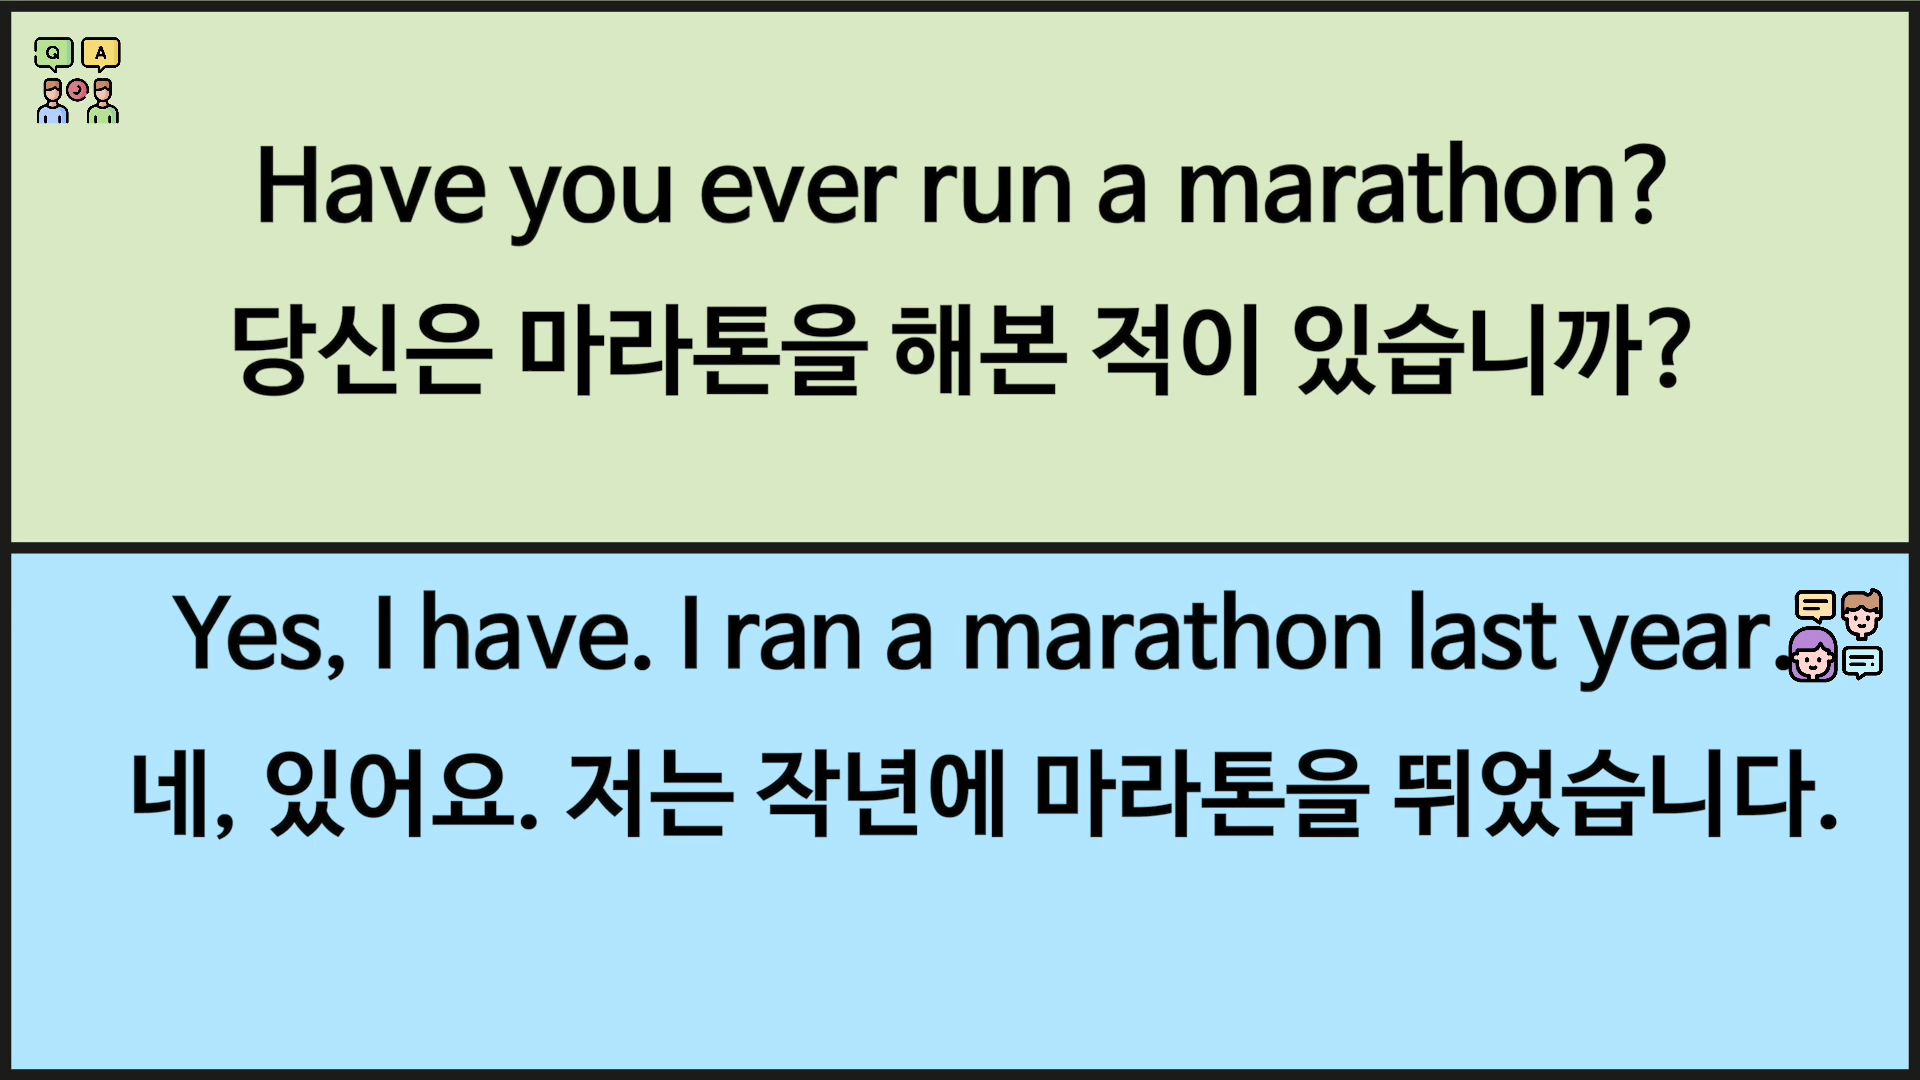 Q A
Have you ever run a marathon?
당신은 마라톤을 해본 적이 있습니까?
Yes, I have. I ran a marathon last year.
네, 있어요. 저는 작년에 마라톤을 뛰었습니다.